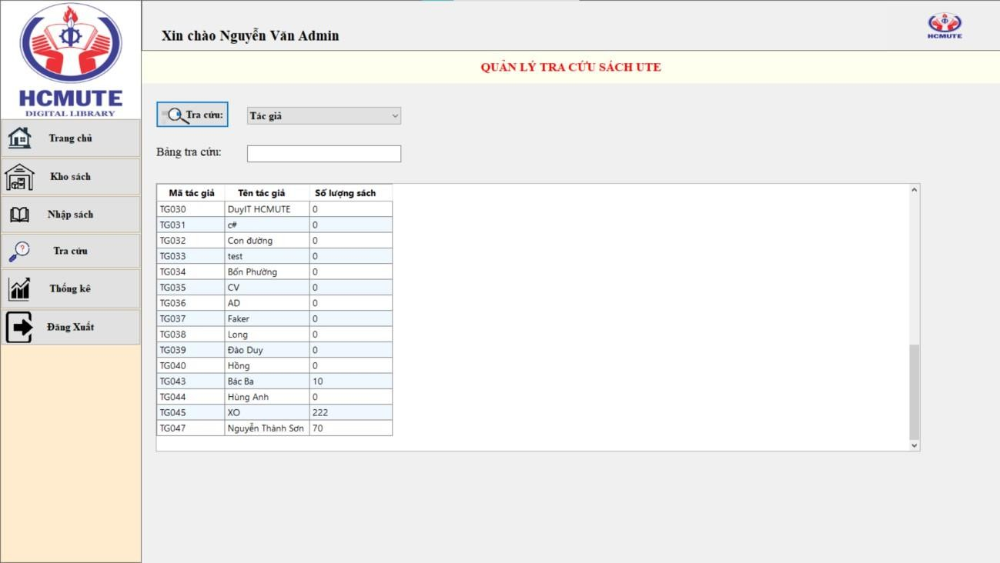 HCMUTE
DIGITAL LIBRARY
Trang chủ
Kho sách
Nhập sách
Tra cứu
Thống kê
Đăng Xuất
Xin chào Nguyễn Văn Admin
HCMUTE
QUẢN LÝ TRA CỨU SÁCH UTE
Tra cứu: Tác giả
Bảng tra cứu:
Mã tác giả Tên tác giả Số lượng sách
TG030 DuyIT HCMUTE 0
TG031 c# 0
TG032 Con đường 0
TG033 test 0
TG034 Bốn Phường 0
TG035 CV 0
TG036 AD 0
TG037 Faker 0
TG038 Long 0
TG039 Đào Duy 0
TG040 Hồng 0
TG043 Bác Ba 10
TG044 Hùng Anh 0
TG045 XO 222
TG047 Nguyễn Thành Sơn 70